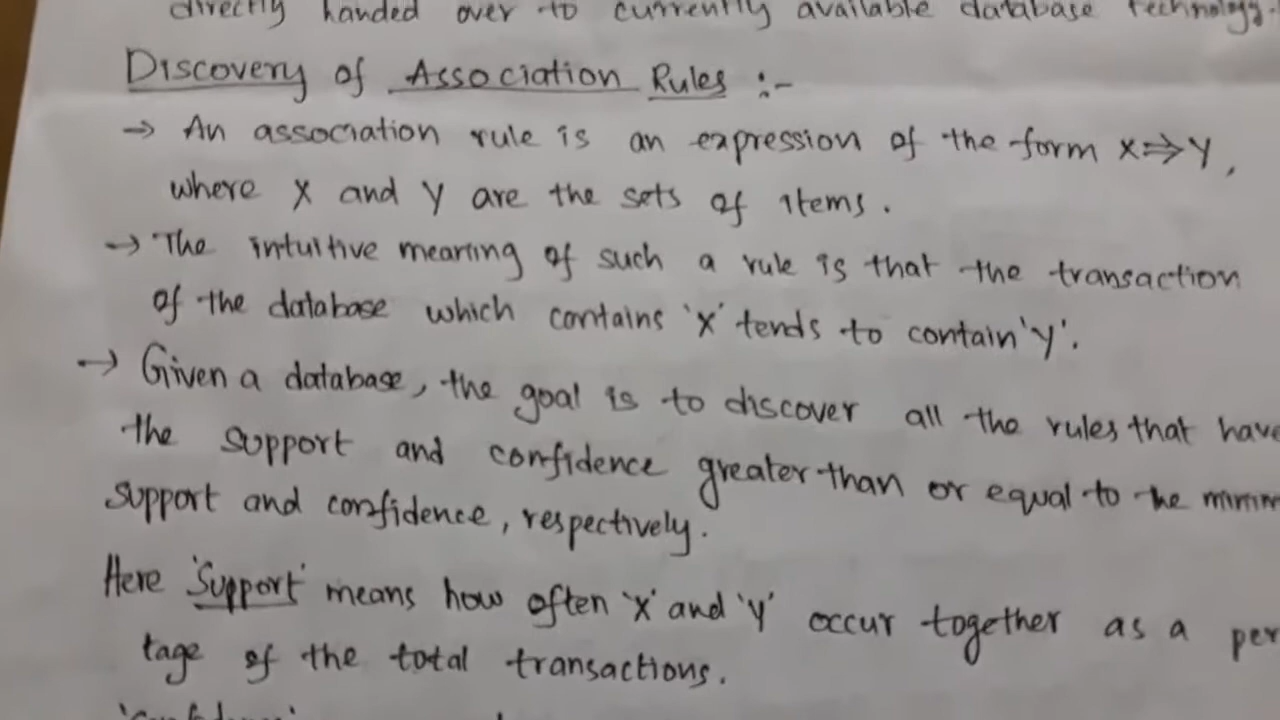 directly handed over to currently available database technology.
Discovery of Association Rules :-
→ An association rule is an expression of the form X⇒Y,
where X and Y are the sets of items.
→ The intuitive meaning of such a rule is that the transaction
of the database which contains 'X' tends to contain 'Y'.
→ Given a database, the goal is to discover all the rules that have
the support and confidence greater than or equal to the
support and confidence, respectively.
Here 'Support' means how often 'X' and 'Y' occur together as a per
tage of the total transactions.